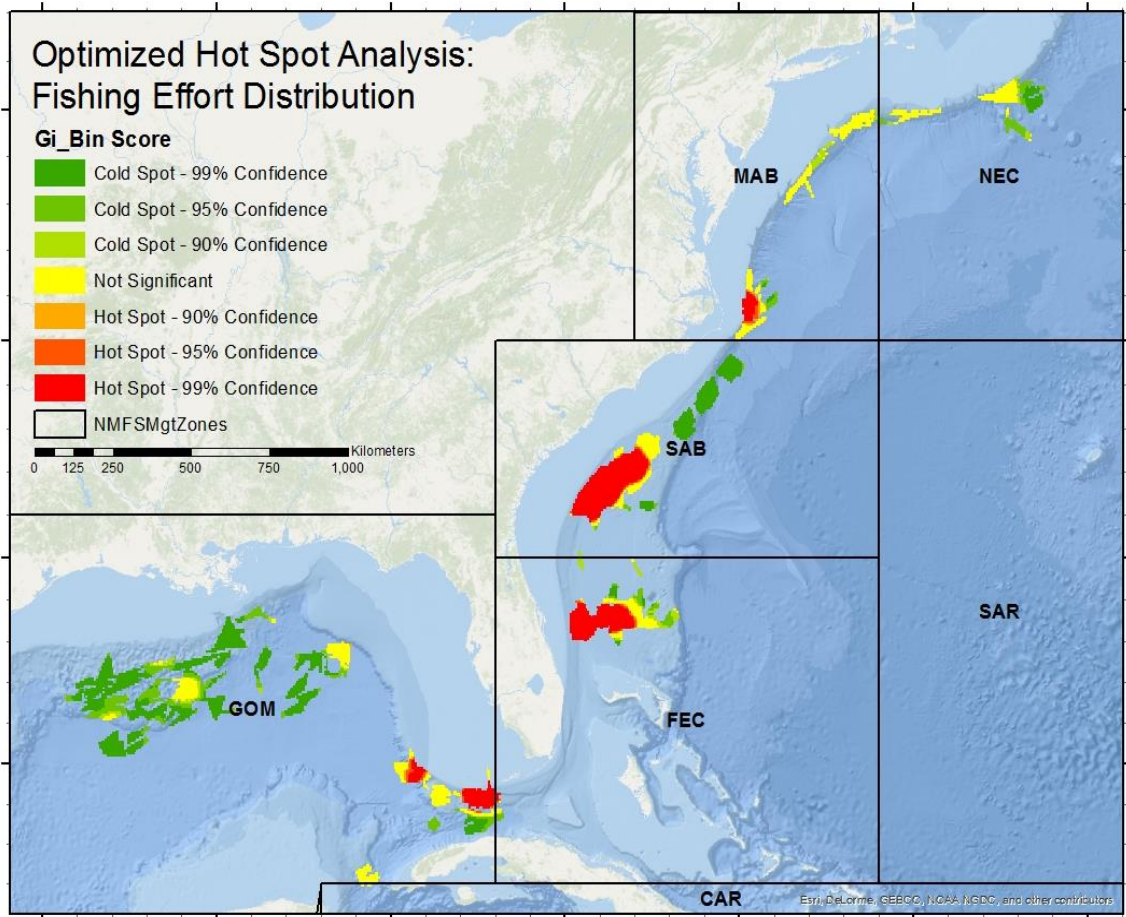 Optimized Hot Spot Analysis:
Fishing Effort Distribution
Gi_Bin Score
Cold Spot - 99% Confidence
Cold Spot - 95% Confidence
Cold Spot - 90% Confidence
Not Significant
Hot Spot - 90% Confidence
Hot Spot - 95% Confidence
Hot Spot - 99% Confidence
NMFSMgtZones
Kilometers
0 125 250 500 750 1,000
MAB
NEC
SAB
SAR
GOM
FEC
CAR
Esri, DeLorme, GEBCO, NOAA NGDC, and other contributors